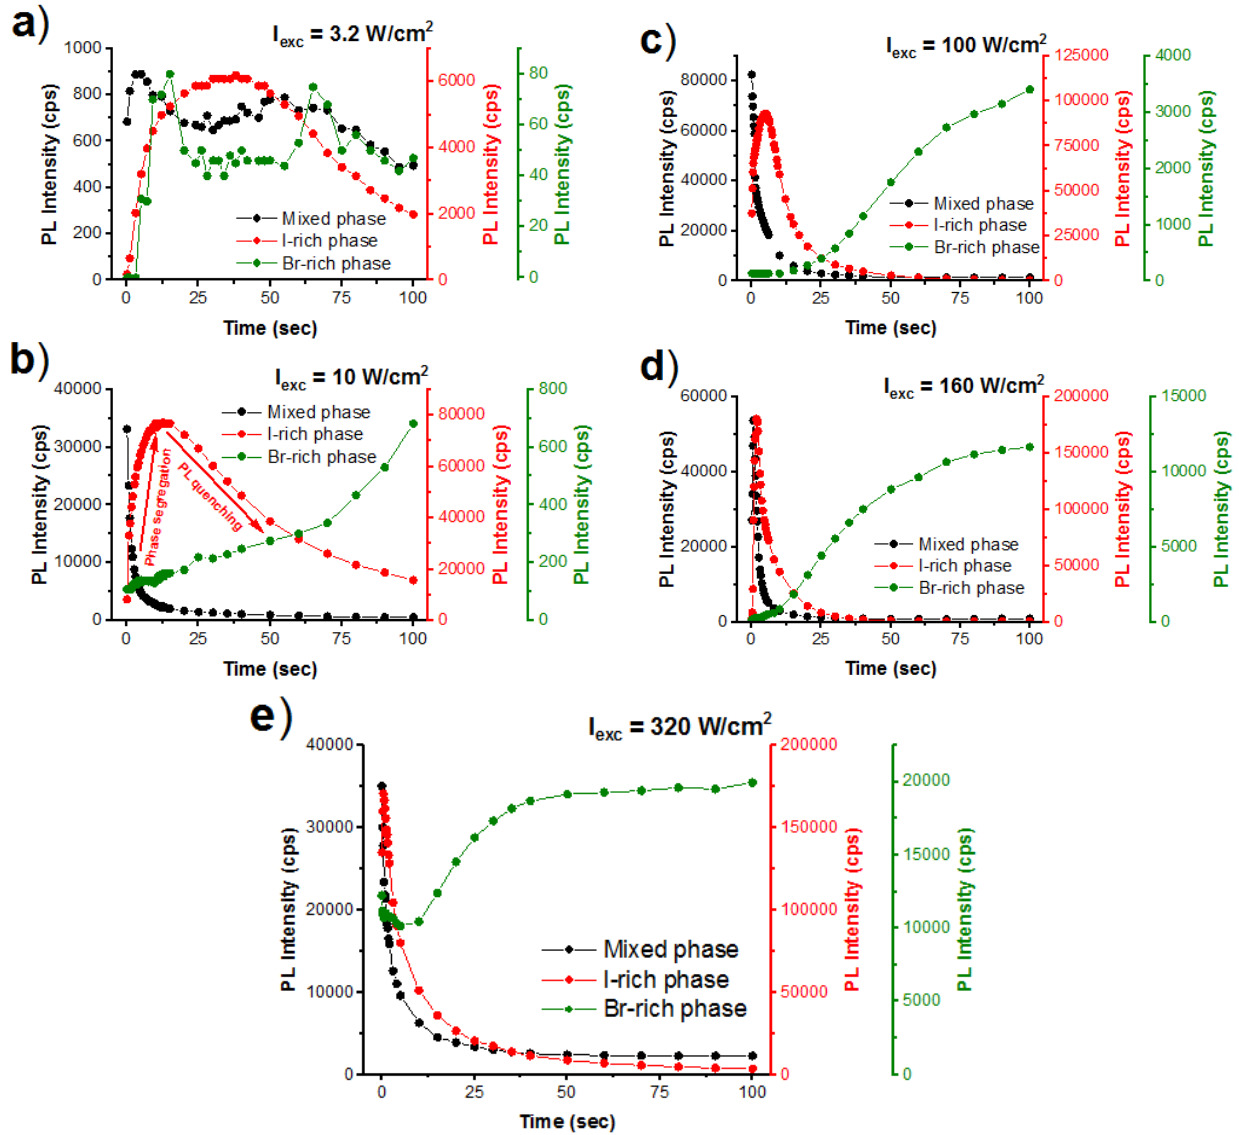 a)
I_exc = 3.2 W/cm²
1000
800
600
400
200
0
PL Intensity (cps)
6000
4000
2000
0
PL Intensity (cps)
80
60
40
20
0
PL Intensity (cps)
Mixed phase
I-rich phase
Br-rich phase
0 25 50 75 100
Time (sec)
c)
I_exc = 100 W/cm²
80000
60000
40000
20000
0
PL Intensity (cps)
125000
100000
75000
50000
25000
0
PL Intensity (cps)
4000
3000
2000
1000
0
PL Intensity (cps)
Mixed phase
I-rich phase
Br-rich phase
0 25 50 75 100
Time (sec)
b)
I_exc = 10 W/cm²
40000
35000
30000
25000
20000
15000
10000
5000
0
PL Intensity (cps)
80000
60000
40000
20000
0
PL Intensity (cps)
800
600
400
200
0
PL Intensity (cps)
Mixed phase
I-rich phase
Br-rich phase
Phase segregation
PL quenching
0 25 50 75 100
Time (sec)
d)
I_exc = 160 W/cm²
60000
40000
20000
0
PL Intensity (cps)
200000
150000
100000
50000
0
PL Intensity (cps)
15000
10000
5000
0
PL Intensity (cps)
Mixed phase
I-rich phase
Br-rich phase
0 25 50 75 100
Time (sec)
e)
I_exc = 320 W/cm²
40000
30000
20000
10000
0
PL Intensity (cps)
200000
150000
100000
50000
0
PL Intensity (cps)
20000
15000
10000
5000
0
PL Intensity (cps)
Mixed phase
I-rich phase
Br-rich phase
0 25 50 75 100
Time (sec)